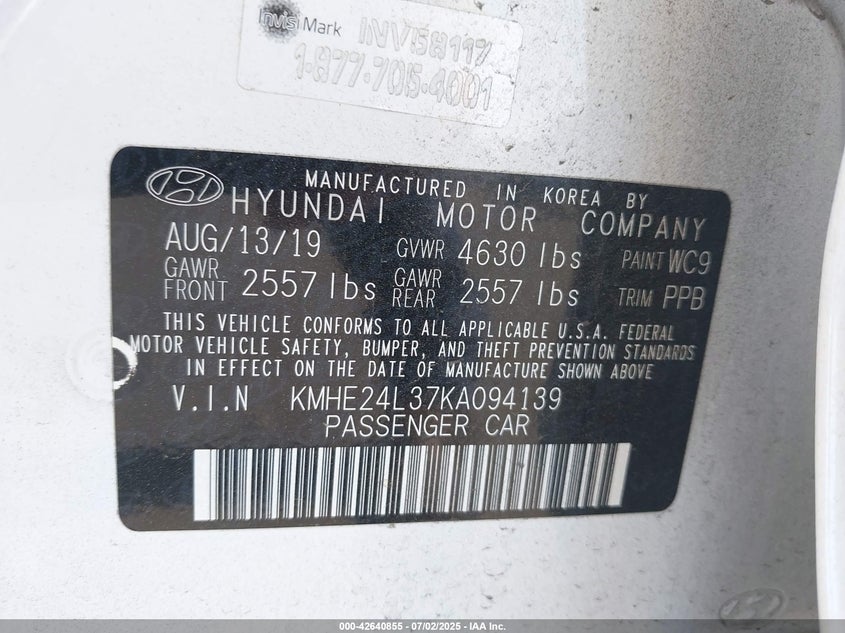 Invisi Mark INV58117
1-877-705-4001
MANUFACTURED IN KOREA BY
HYUNDAI MOTOR COMPANY
AUG/13/19 GVWR 4630 lbs PAINT WC9
GAWR FRONT 2557 lbs GAWR REAR 2557 lbs TRIM PPB
THIS VEHICLE CONFORMS TO ALL APPLICABLE U.S.A. FEDERAL
MOTOR VEHICLE SAFETY, BUMPER, AND THEFT PREVENTION STANDARDS
IN EFFECT ON THE DATE OF MANUFACTURE SHOWN ABOVE
V.I.N KMHE24L37KA094139
PASSENGER CAR
000-42640855 - 07/02/2025 - IAA Inc.